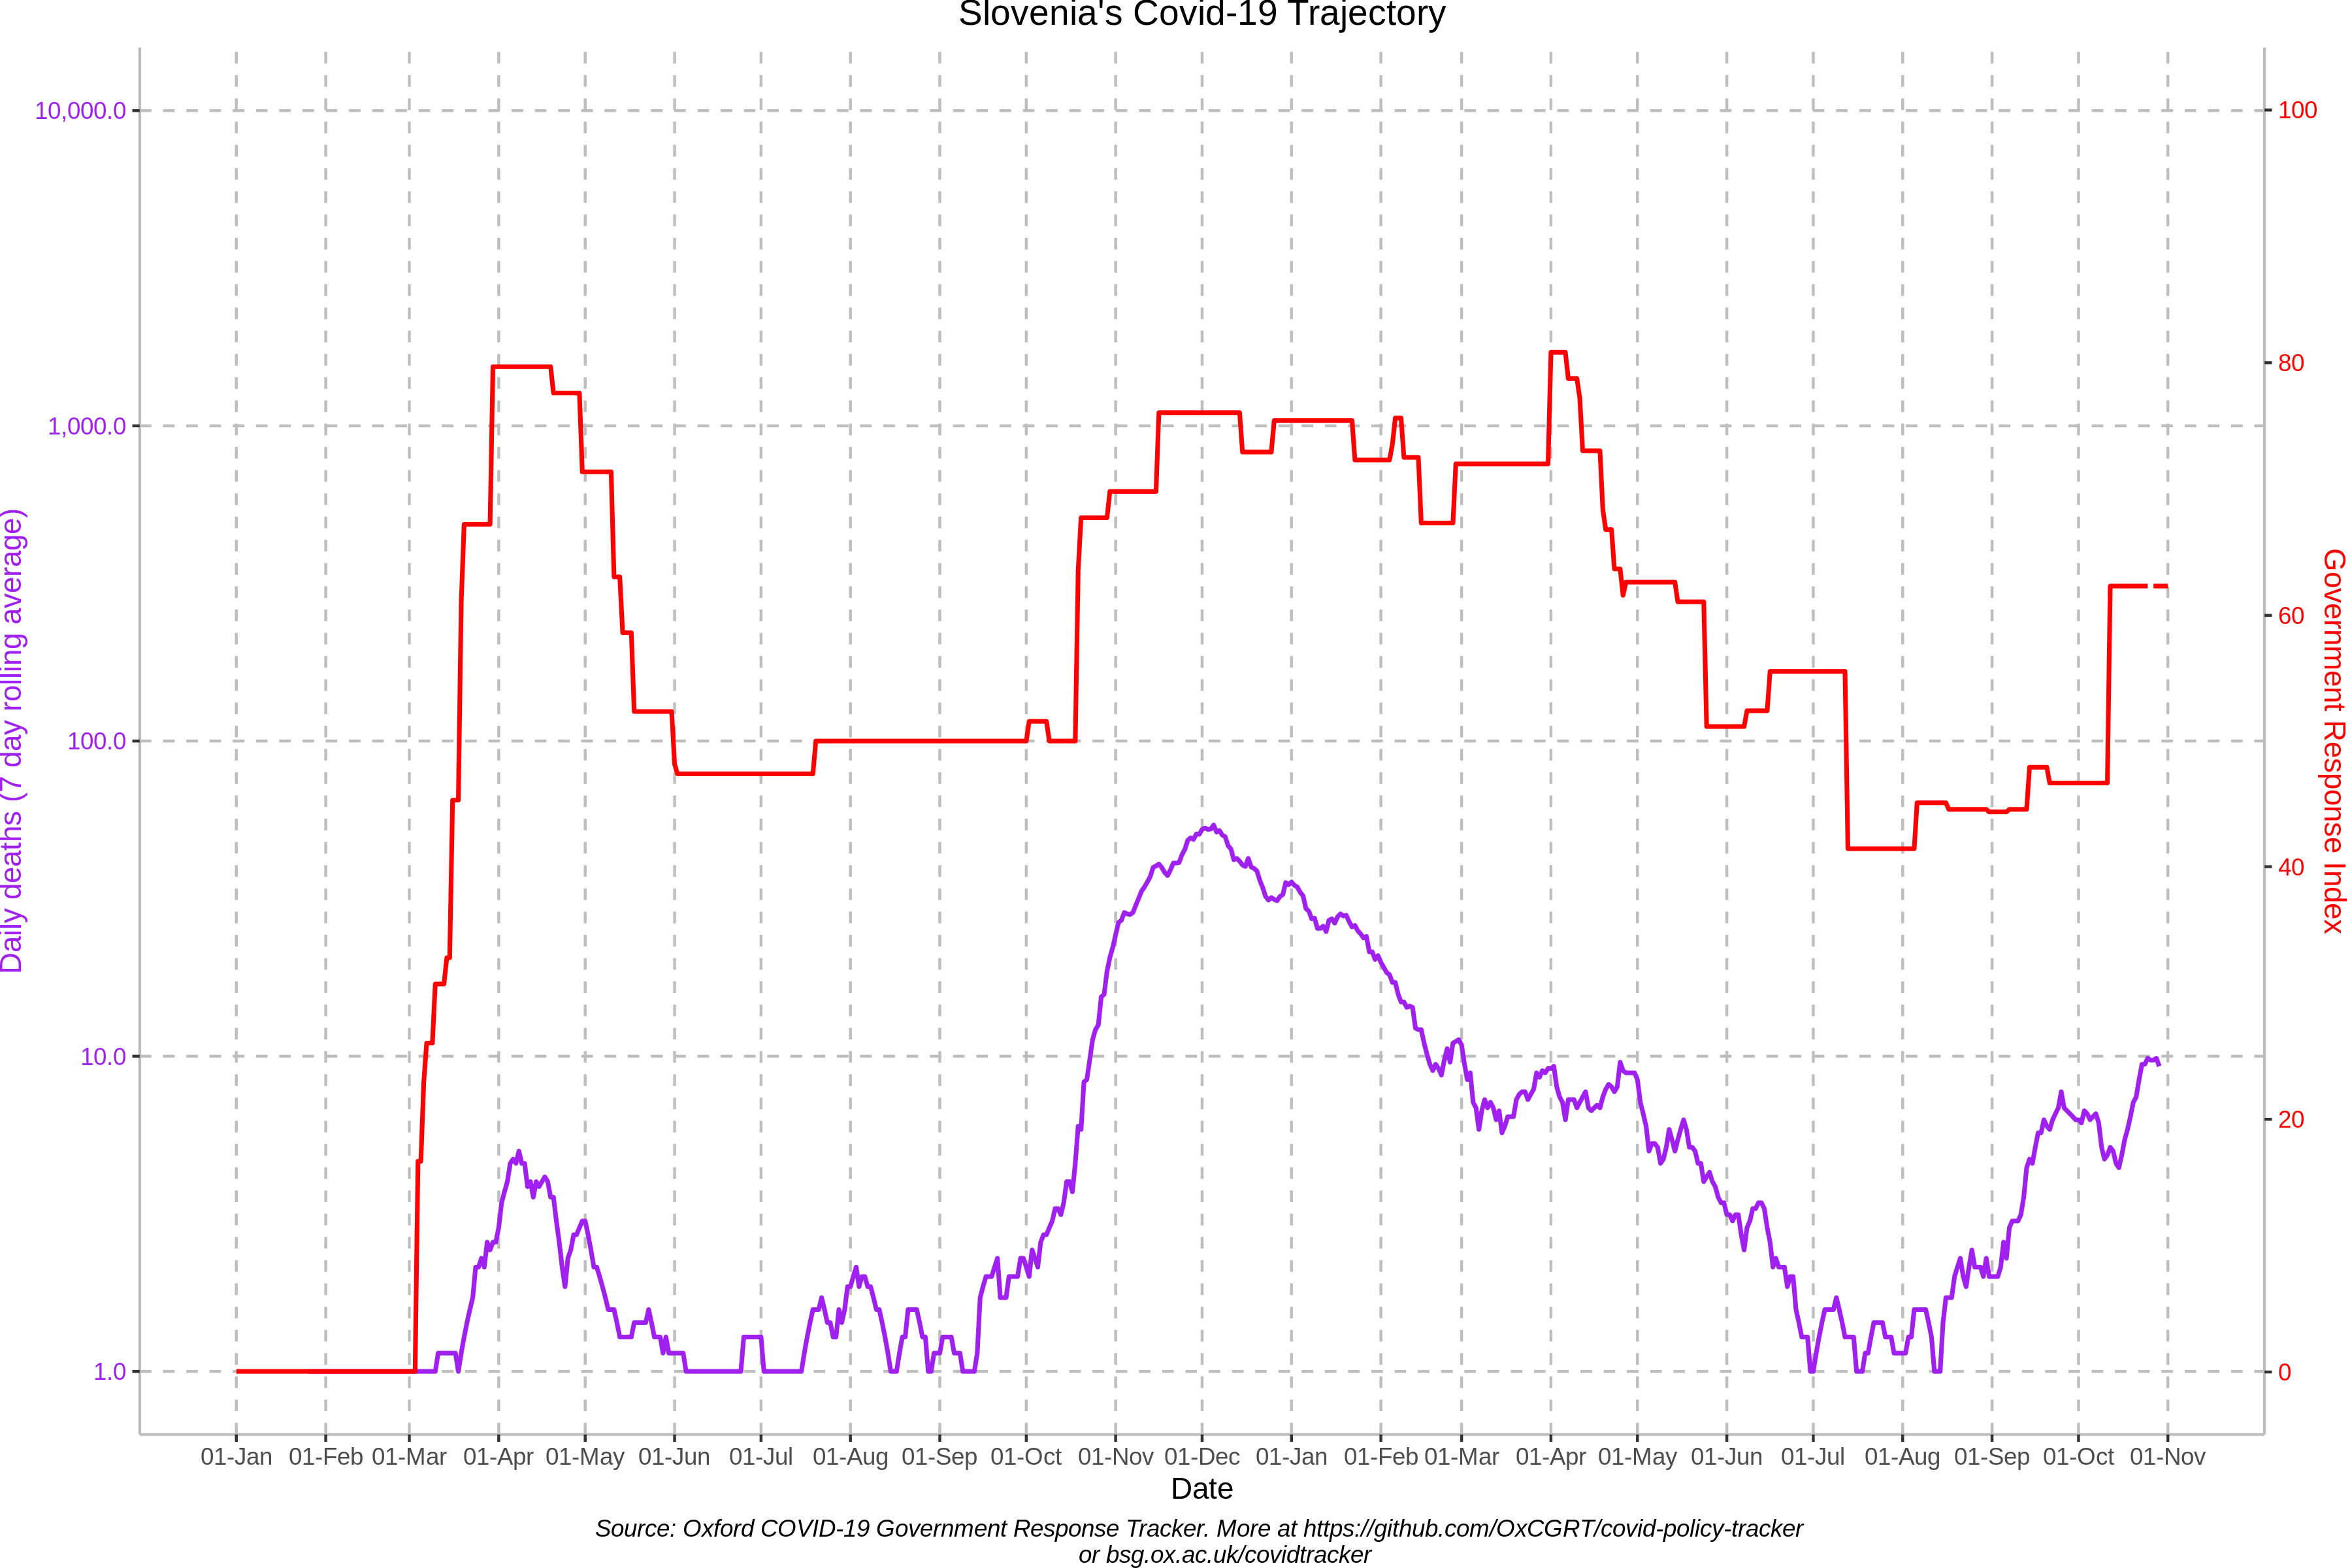 Slovenia's Covid-19 Trajectory
10,000.0
1,000.0
100.0
10.0
1.0
Daily deaths (7 day rolling average)
100
80
60
40
20
0
Government Response Index
01-Jan 01-Feb 01-Mar 01-Apr 01-May 01-Jun 01-Jul 01-Aug 01-Sep 01-Oct 01-Nov 01-Dec 01-Jan 01-Feb 01-Mar 01-Apr 01-May 01-Jun 01-Jul 01-Aug 01-Sep 01-Oct 01-Nov
Date
Source: Oxford COVID-19 Government Response Tracker. More at https://github.com/OxCGRT/covid-policy-tracker
or bsg.ox.ac.uk/covidtracker